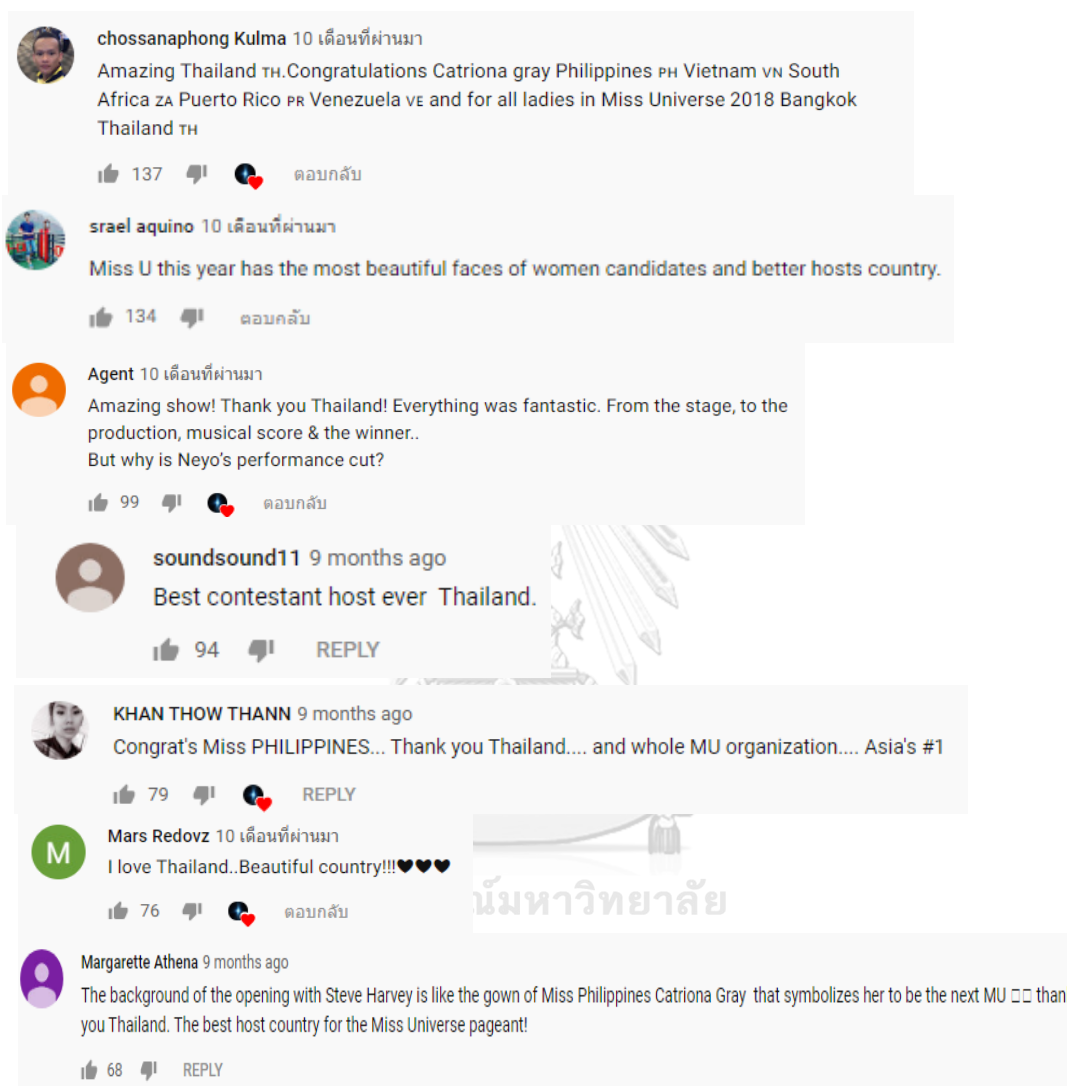 chossanaphong Kulma 10 เดือนที่ผ่านมา
Amazing Thailand TH.Congratulations Catriona gray Philippines PH Vietnam VN South
Africa ZA Puerto Rico PR Venezuela VE and for all ladies in Miss Universe 2018 Bangkok
Thailand TH
137 ตอบกลับ
srael aquino 10 เดือนที่ผ่านมา
Miss U this year has the most beautiful faces of women candidates and better hosts country.
134 ตอบกลับ
Agent 10 เดือนที่ผ่านมา
Amazing show! Thank you Thailand! Everything was fantastic. From the stage, to the
production, musical score & the winner..
But why is Neyo's performance cut?
99 ตอบกลับ
soundsound11 9 months ago
Best contestant host ever Thailand.
94 REPLY
KHAN THOW THANN 9 months ago
Congrat's Miss PHILIPPINES... Thank you Thailand.... and whole MU organization.... Asia's #1
79 REPLY
M
Mars Redovz 10 เดือนที่ผ่านมา
I love Thailand..Beautiful country!!!🖤🖤🖤
76 ตอบกลับ
ณ์มหาวิทยาลัย
Margarette Athena 9 months ago
The background of the opening with Steve Harvey is like the gown of Miss Philippines Catriona Gray that symbolizes her to be the next MU □□ than
you Thailand. The best host country for the Miss Universe pageant!
68 REPLY